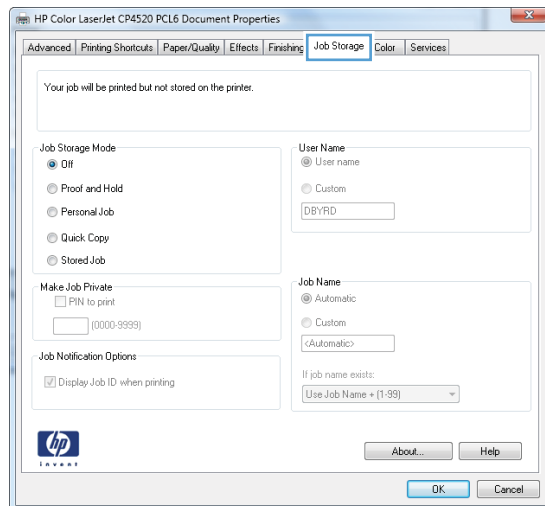 HP Color LaserJet CP4520 PCL6 Document Properties
Advanced Printing Shortcuts Paper/Quality Effects Finishing Job Storage Color Services
Your job will be printed but not stored on the printer.
Job Storage Mode
Off
Proof and Hold
Personal Job
Quick Copy
Stored Job
User Name
User name
Custom
DBYRD
Make Job Private
PIN to print
(0000-9999)
Job Name
Automatic
Custom
<Automatic>
If job name exists:
Use Job Name + (1-99)
Job Notification Options
Display Job ID when printing
hp
invent
About... Help
OK Cancel